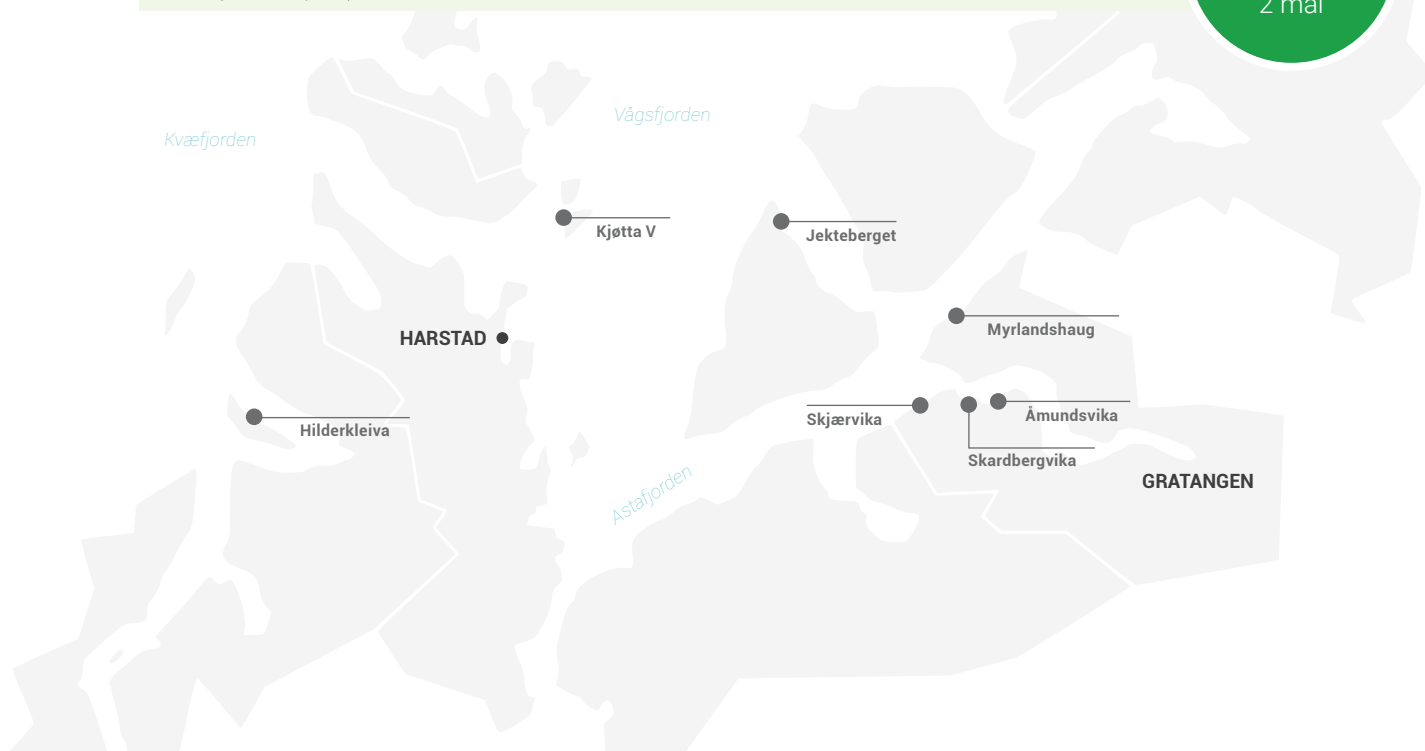 2 mål
Vågsfjorden
Kvæfjorden
Kjøtta V
Jekteberget
Myrlandshaug
HARSTAD
Skjærvika
Åmundsvika
Hilderkleiva
Skardbergvika
GRATANGEN
Astafjorden